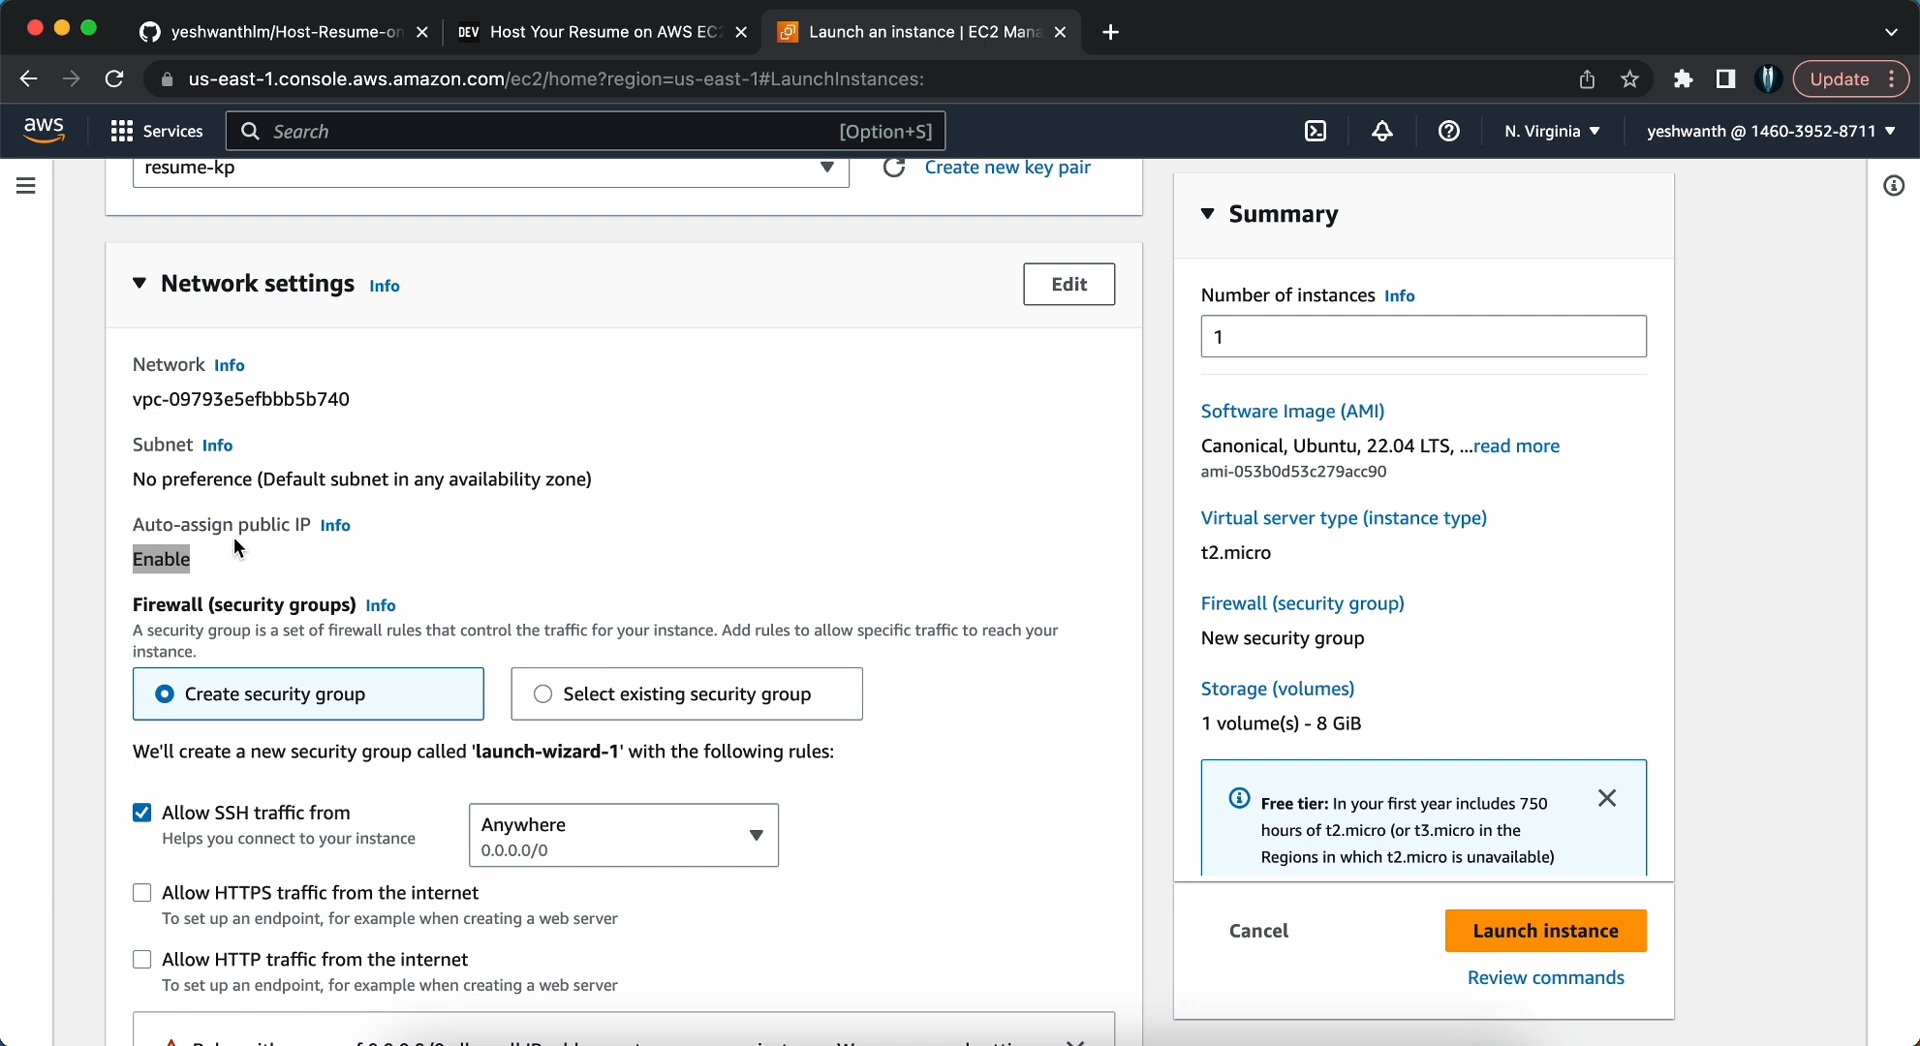 yeshwanthlm/Host-Resume-on
DEV Host Your Resume on AWS EC2
Launch an instance | EC2 Mana
us-east-1.console.aws.amazon.com/ec2/home?region=us-east-1#LaunchInstances:
Update
aws
Services
Search
[Option+S]
N. Virginia
yeshwanth @ 1460-3952-8711
resume-kp
Create new key pair
Network settings Info
Edit
Network Info
vpc-09793e5efbbb5b740
Subnet Info
No preference (Default subnet in any availability zone)
Auto-assign public IP Info
Enable
Firewall (security groups) Info
A security group is a set of firewall rules that control the traffic for your instance. Add rules to allow specific traffic to reach your
instance.
Create security group
Select existing security group
We'll create a new security group called 'launch-wizard-1' with the following rules:
Allow SSH traffic from
Helps you connect to your instance
Anywhere
0.0.0.0/0
Allow HTTPS traffic from the internet
To set up an endpoint, for example when creating a web server
Allow HTTP traffic from the internet
To set up an endpoint, for example when creating a web server
Summary
Number of instances Info
1
Software Image (AMI)
Canonical, Ubuntu, 22.04 LTS, ...read more
ami-053b0d53c279acc90
Virtual server type (instance type)
t2.micro
Firewall (security group)
New security group
Storage (volumes)
1 volume(s) - 8 GiB
Free tier: In your first year includes 750
hours of t2.micro (or t3.micro in the
Regions in which t2.micro is unavailable)
Cancel
Launch instance
Review commands